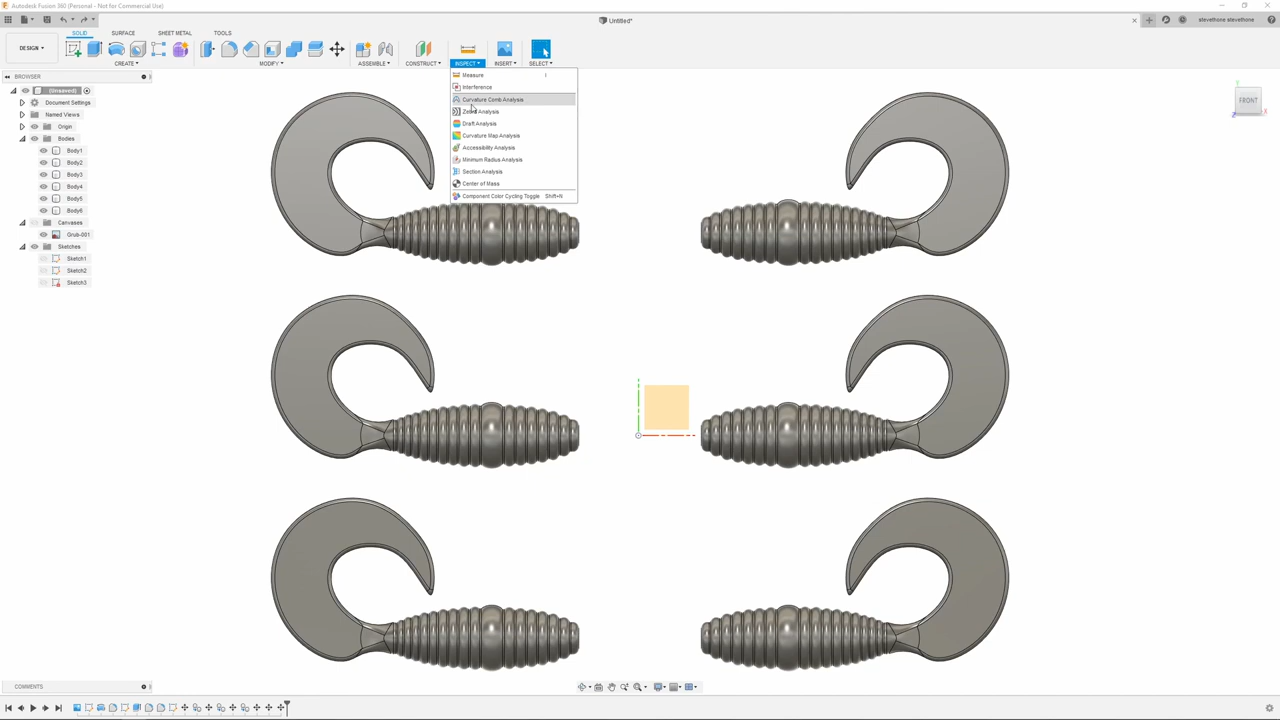 Autodesk Fusion 360 (Personal - Not for Commercial Use)
Untitled*
stevethone stevethone
DESIGN
SOLID
SURFACE
SHEET METAL
TOOLS
CREATE
MODIFY
ASSEMBLE
CONSTRUCT
INSPECT
INSERT
SELECT
BROWSER
(Unsaved)
Document Settings
Named Views
Origin
Bodies
Body1
Body2
Body3
Body4
Body5
Body6
Canvases
Grub-001
Sketches
Sketch1
Sketch2
Sketch3
Measure I
Interference
Curvature Comb Analysis
Zebra Analysis
Draft Analysis
Curvature Map Analysis
Accessibility Analysis
Minimum Radius Analysis
Section Analysis
Center of Mass
Component Color Cycling Toggle Shift+N
Y
FRONT
Z
X
COMMENTS